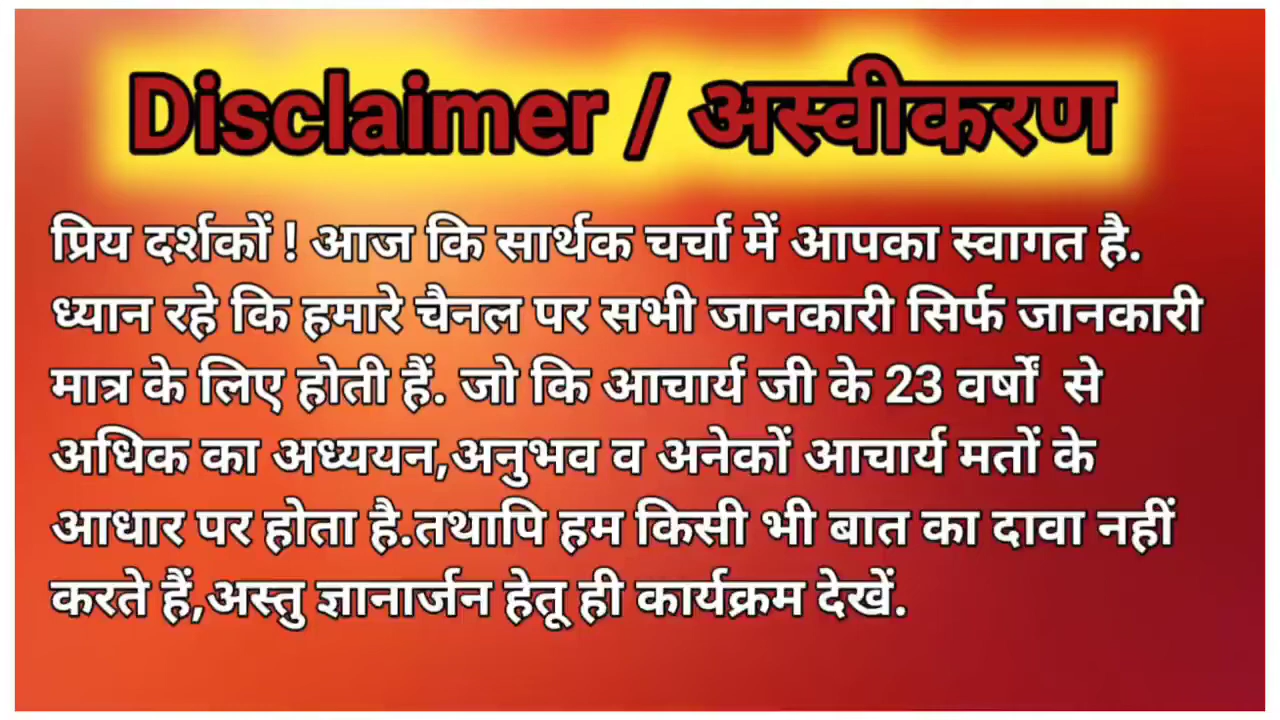 Disclaimer / अस्वीकरण
प्रिय दर्शकों ! आज कि सार्थक चर्चा में आपका स्वागत है.
ध्यान रहे कि हमारे चैनल पर सभी जानकारी सिर्फ जानकारी
मात्र के लिए होती हैं. जो कि आचार्य जी के 23 वर्षों से
अधिक का अध्ययन,अनुभव व अनेकों आचार्य मतों के
आधार पर होता है.तथापि हम किसी भी बात का दावा नहीं
करते हैं,अस्तु ज्ञानार्जन हेतू ही कार्यक्रम देखें.